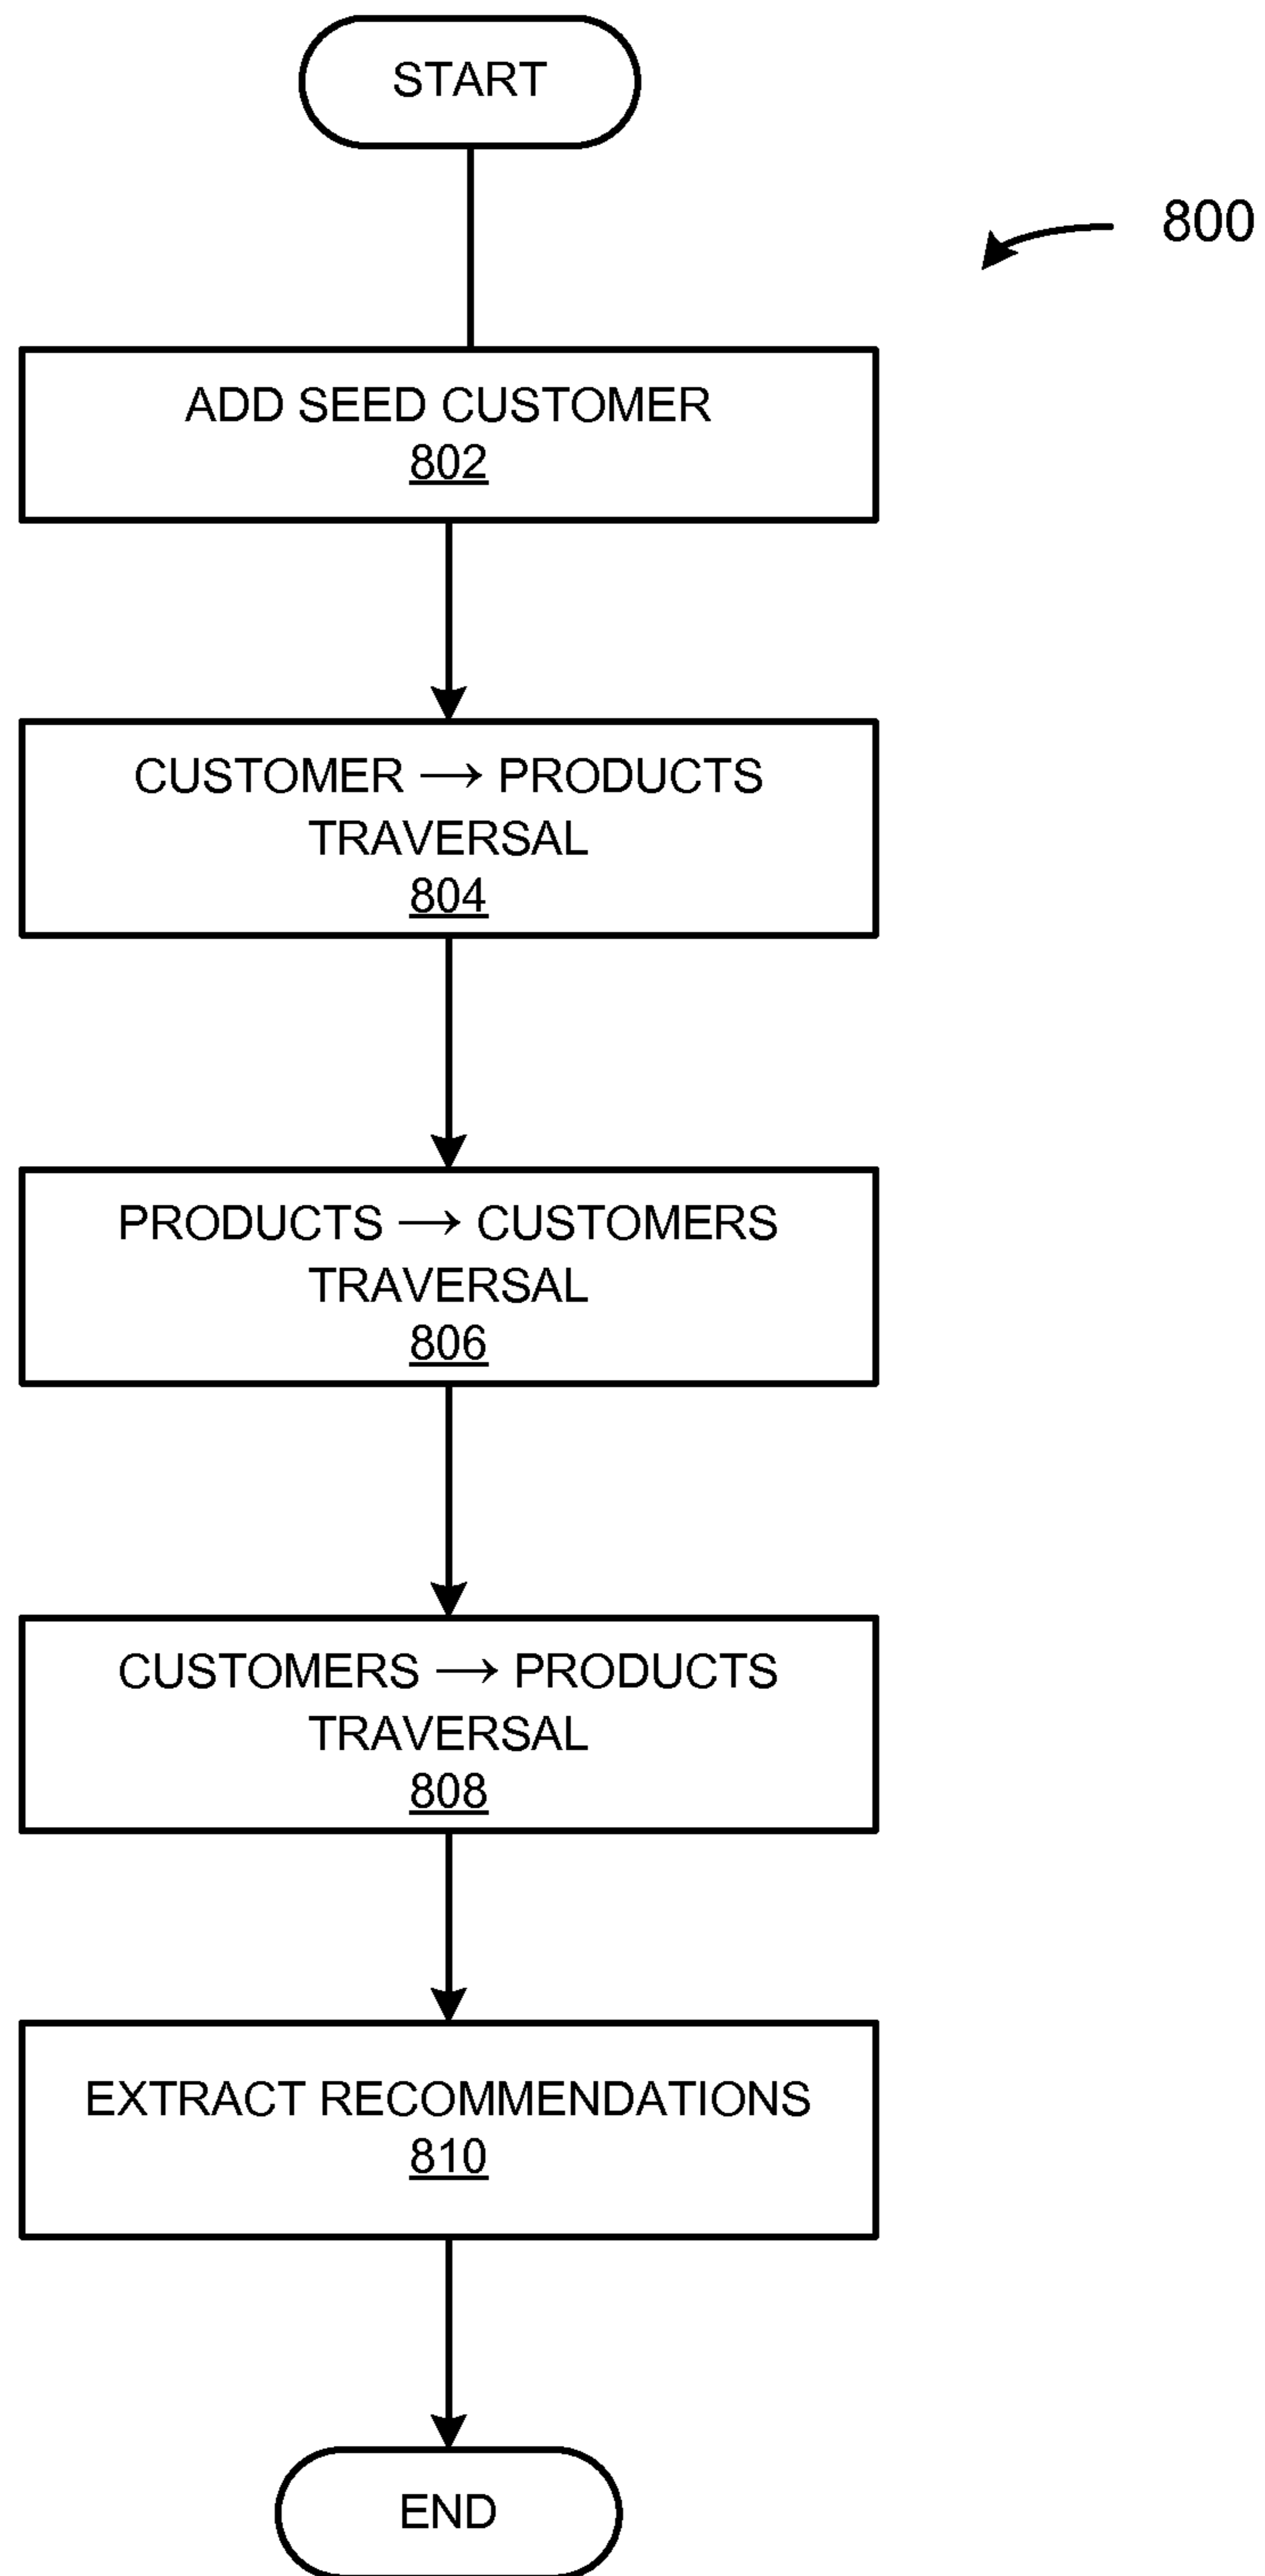 START
800
ADD SEED CUSTOMER
802
CUSTOMER → PRODUCTS
TRAVERSAL
804
PRODUCTS → CUSTOMERS
TRAVERSAL
806
CUSTOMERS → PRODUCTS
TRAVERSAL
808
EXTRACT RECOMMENDATIONS
810
END